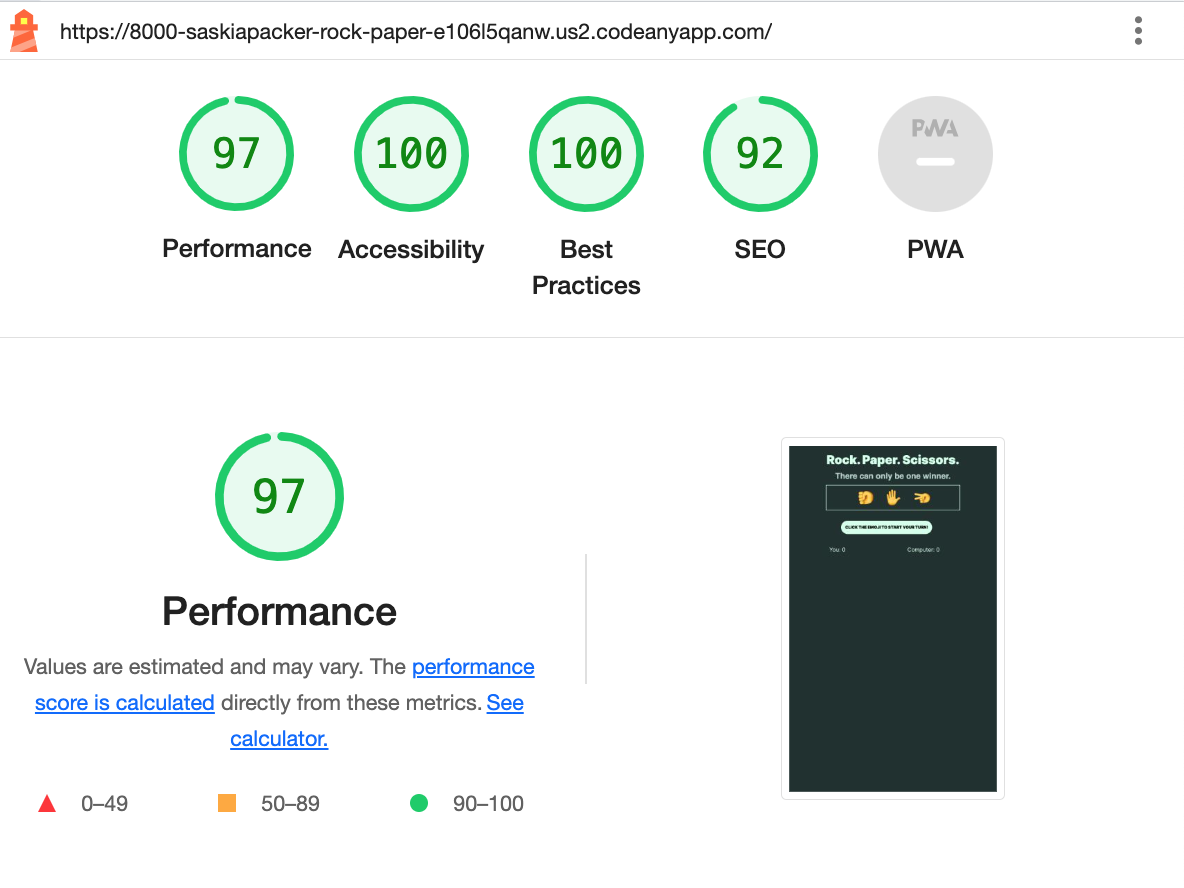 https://8000-saskiapacker-rock-paper-e106l5qanw.us2.codeanyapp.com/
97
100
100
92
PWA
Performance
Accessibility
Best
Practices
SEO
PWA
97
Performance
Values are estimated and may vary. The performance
score is calculated directly from these metrics. See
calculator.
0–49
50–89
90–100
Rock. Paper. Scissors.
There can only be one winner.
CLICK THE EMOJI TO START YOUR TURN!
You: 0
Computer: 0